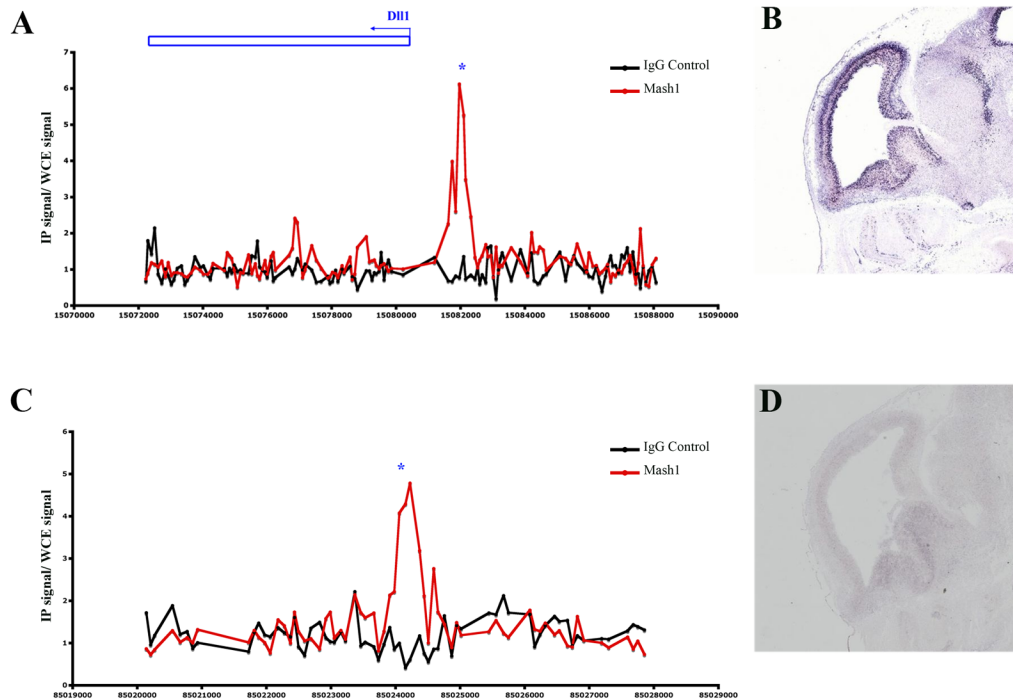 A
Dll1
IP signal/ WCE signal
7
6
5
4
3
2
1
0
*
IgG Control
Mash1
15070000 15072000 15074000 15076000 15078000 15080000 15082000 15084000 15086000 15088000 15090000
B
C
IP signal/ WCE signal
6
5
4
3
2
1
0
*
IgG Control
Mash1
85019000 85020000 85021000 85022000 85023000 85024000 85025000 85026000 85027000 85028000 85029000
D